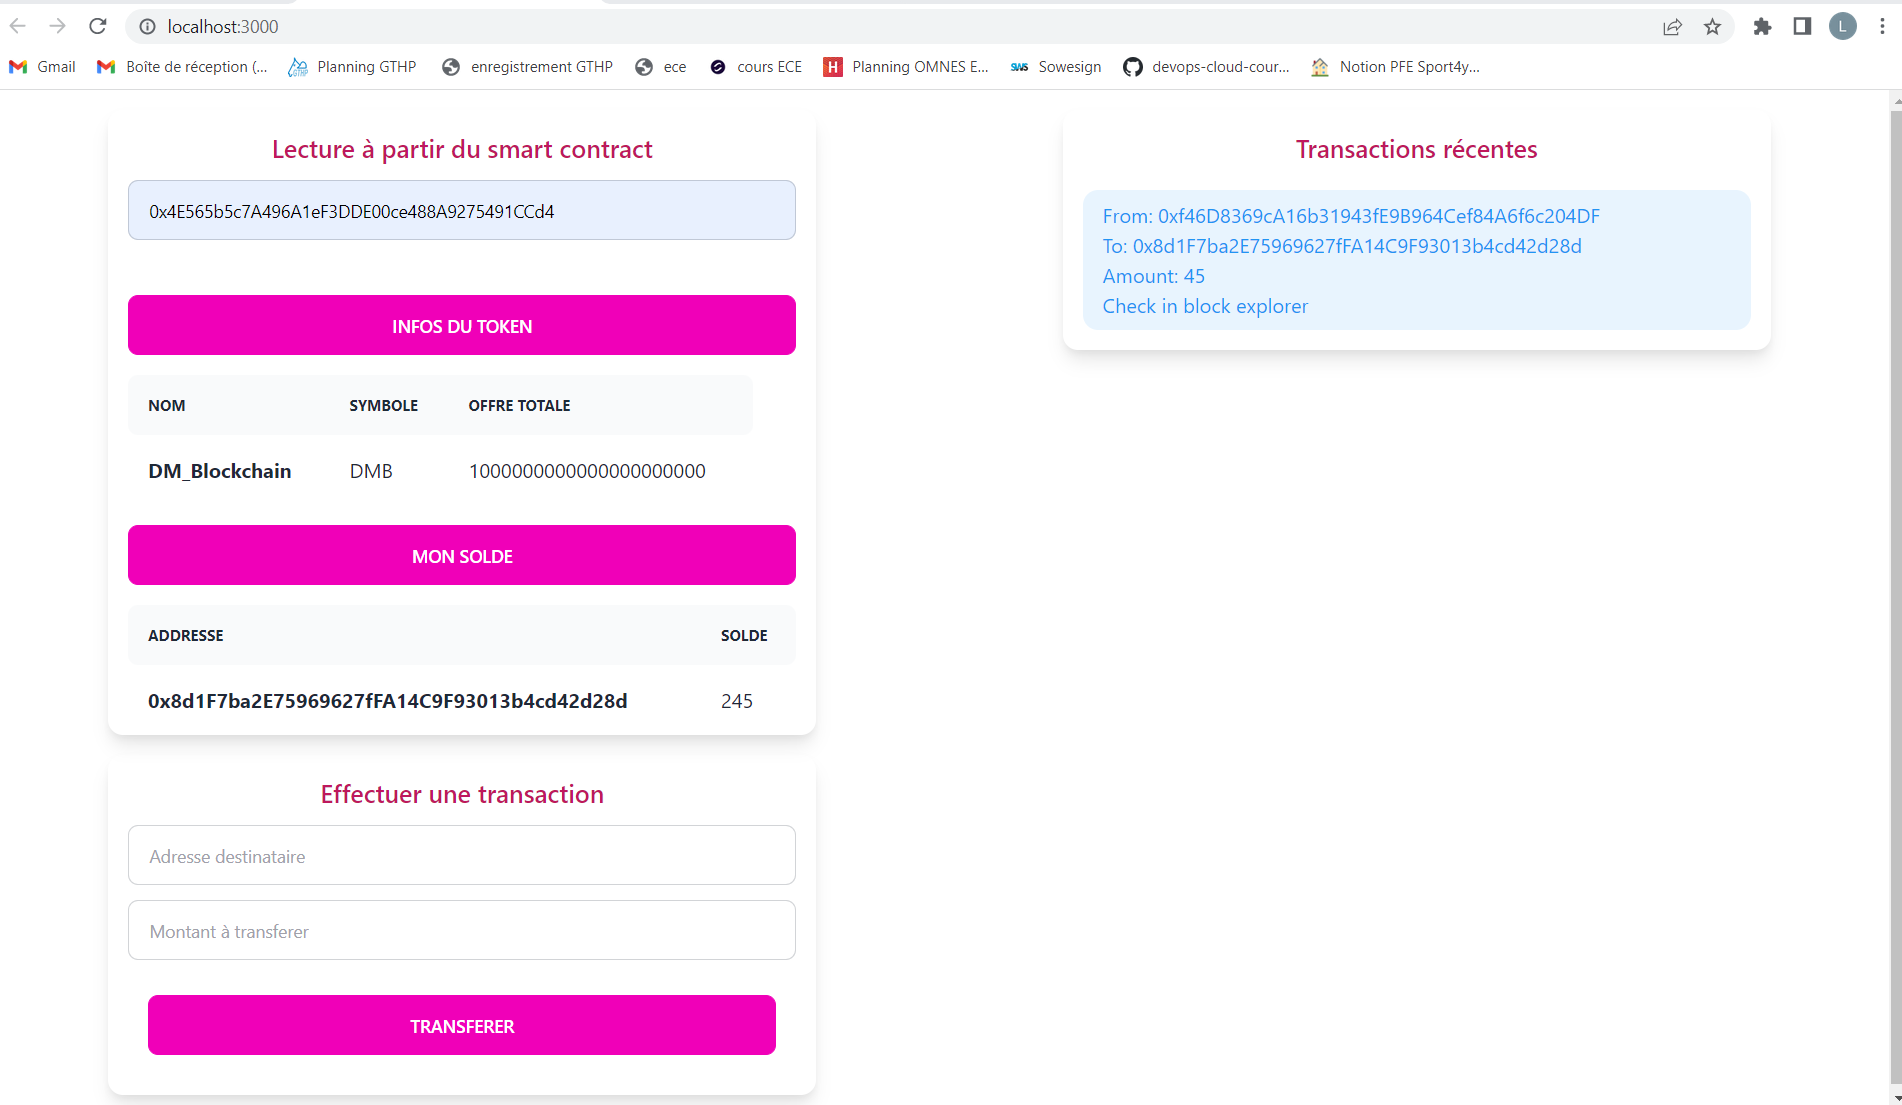 localhost:3000
L
Gmail
Boîte de réception (...
Planning GTHP
enregistrement GTHP
ece
cours ECE
H
Planning OMNES E...
SWS
Sowesign
devops-cloud-cour...
Notion PFE Sport4y...
Lecture à partir du smart contract
0x4E565b5c7A496A1eF3DDE00ce488A9275491CCd4
INFOS DU TOKEN
NOM SYMBOLE OFFRE TOTALE
DM_Blockchain DMB 1000000000000000000000
MON SOLDE
ADDRESSE SOLDE
0x8d1F7ba2E75969627fFA14C9F93013b4cd42d28d 245
Effectuer une transaction
Adresse destinataire
Montant à transferer
TRANSFERER
Transactions récentes
From: 0xf46D8369cA16b31943fE9B964Cef84A6f6c204DF
To: 0x8d1F7ba2E75969627fFA14C9F93013b4cd42d28d
Amount: 45
Check in block explorer